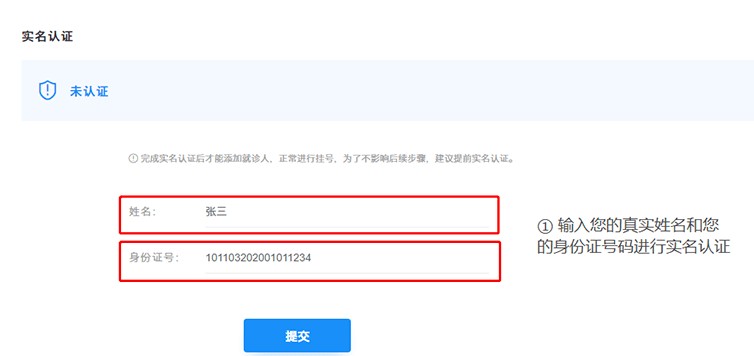 实名认证
未认证
完成实名认证后才能添加就诊人，正常进行挂号，为了不影响后续步骤，建议提前实名认证。
姓名： 张三
身份证号： 101103202001011234
① 输入您的真实姓名和您
的身份证号码进行实名认证
提交